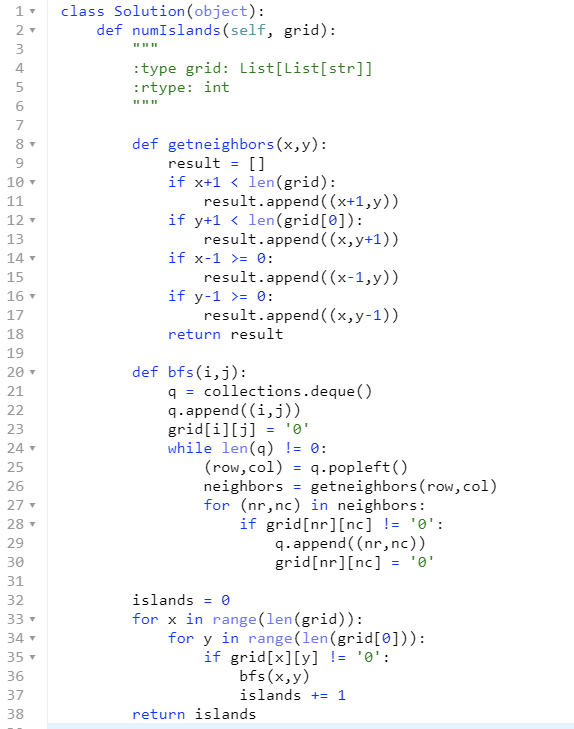 1 class Solution(object):
2     def numIslands(self, grid):
3         """
4         :type grid: List[List[str]]
5         :rtype: int
6         """
7
8         def getneighbors(x,y):
9             result = []
10             if x+1 < len(grid):
11                 result.append((x+1,y))
12             if y+1 < len(grid[0]):
13                 result.append((x,y+1))
14             if x-1 >= 0:
15                 result.append((x-1,y))
16             if y-1 >= 0:
17                 result.append((x,y-1))
18             return result
19
20         def bfs(i,j):
21             q = collections.deque()
22             q.append((i,j))
23             grid[i][j] = '0'
24             while len(q) != 0:
25                 (row,col) = q.popleft()
26                 neighbors = getneighbors(row,col)
27                 for (nr,nc) in neighbors:
28                     if grid[nr][nc] != '0':
29                         q.append((nr,nc))
30                         grid[nr][nc] = '0'
31
32         islands = 0
33         for x in range(len(grid)):
34             for y in range(len(grid[0])):
35                 if grid[x][y] != '0':
36                     bfs(x,y)
37                     islands += 1
38         return islands